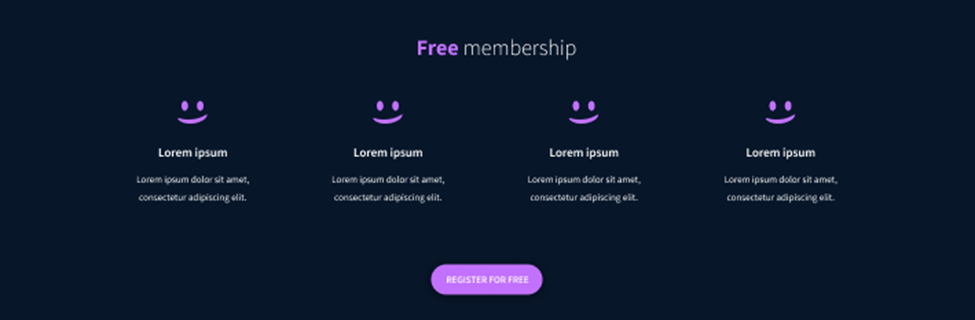 Free membership
Lorem ipsum
Lorem ipsum dolor sit amet,
consectetur adipiscing elit.
Lorem ipsum
Lorem ipsum dolor sit amet,
consectetur adipiscing elit.
Lorem ipsum
Lorem ipsum dolor sit amet,
consectetur adipiscing elit.
Lorem ipsum
Lorem ipsum dolor sit amet,
consectetur adipiscing elit.
REGISTER FOR FREE